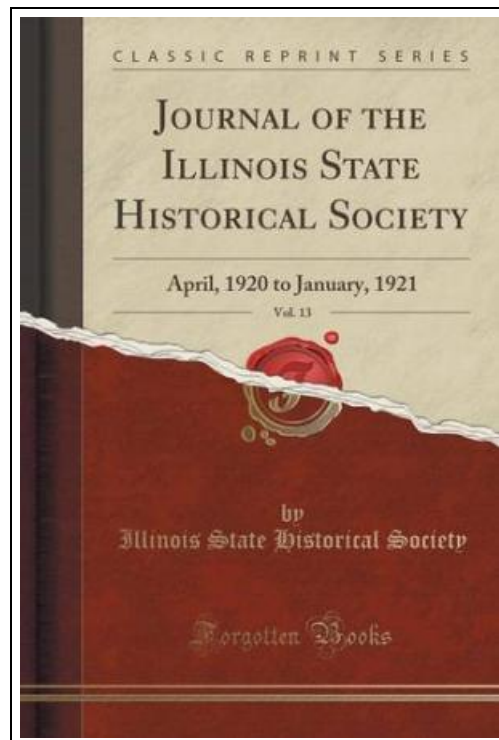 CLASSIC REPRINT SERIES
JOURNAL OF THE
ILLINOIS STATE
HISTORICAL SOCIETY
April, 1920 to January, 1921
Vol. 13
by
Illinois State Historical Society
Forgotten Books